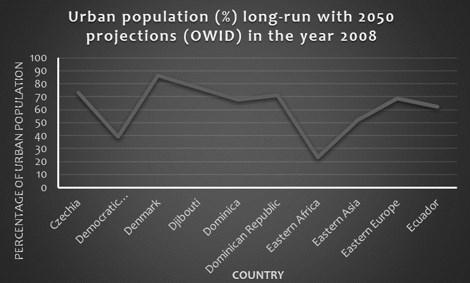 Urban population (%) long-run with 2050
projections (OWID) in the year 2008
PERCENTAGE OF URBAN POPULATION
100
90
80
70
60
50
40
30
20
10
0
Czechia
Democratic...
Denmark
Djibouti
Dominica
Dominican Republic
Eastern Africa
Eastern Asia
Eastern Europe
Ecuador
COUNTRY